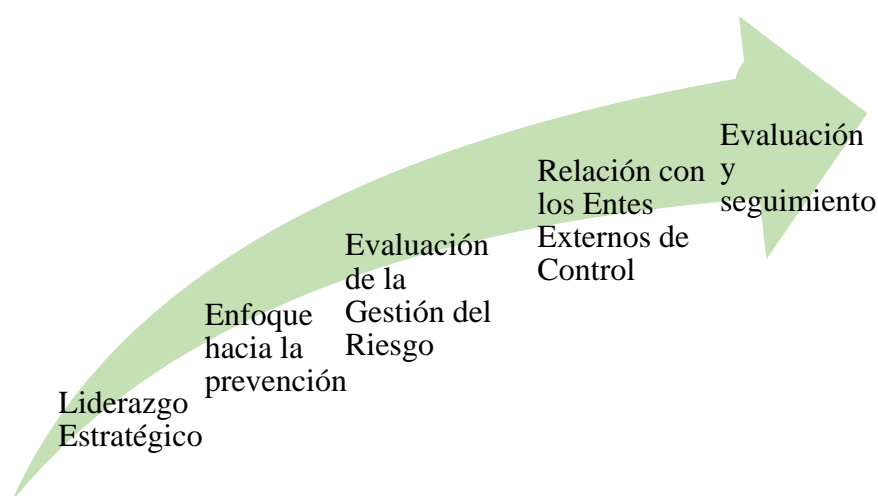 Liderazgo
Estratégico
Enfoque
hacia la
prevención
Evaluación
de la
Gestión del
Riesgo
Relación con
los Entes
Externos de
Control
Evaluación
y
seguimiento